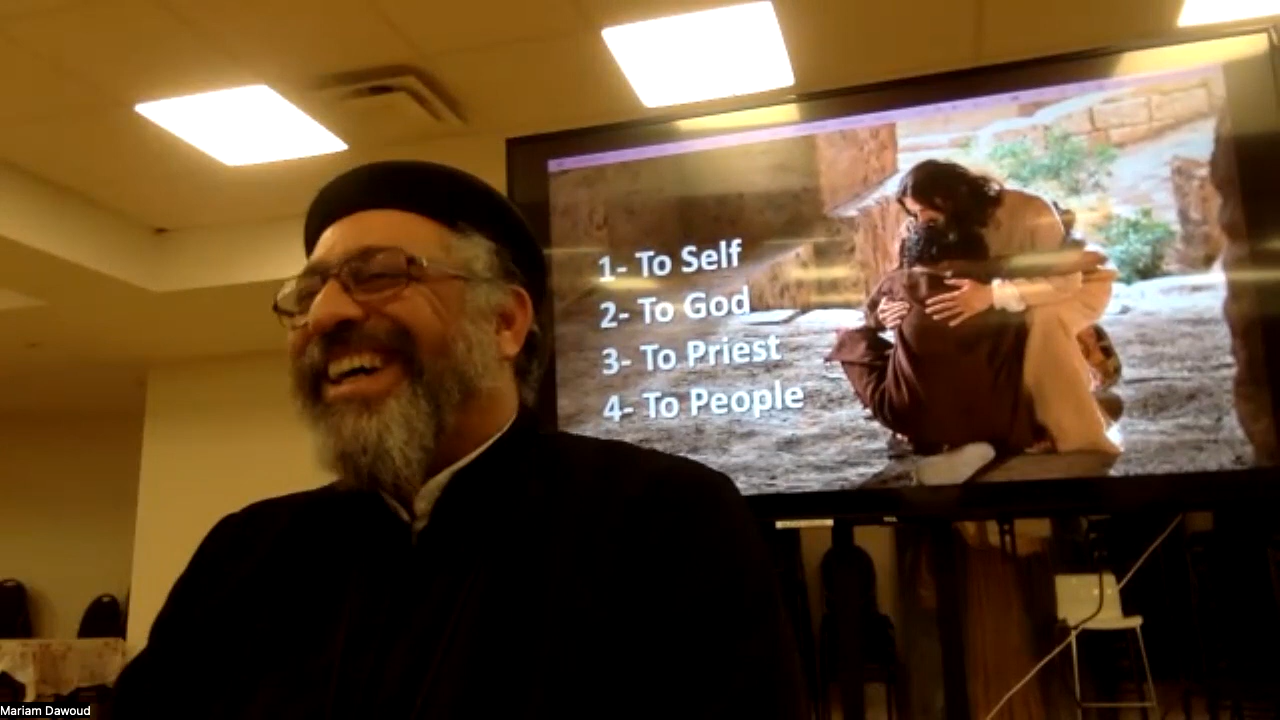 1- To Self
2- To God
3- To Priest
4- To People
Mariam Dawoud